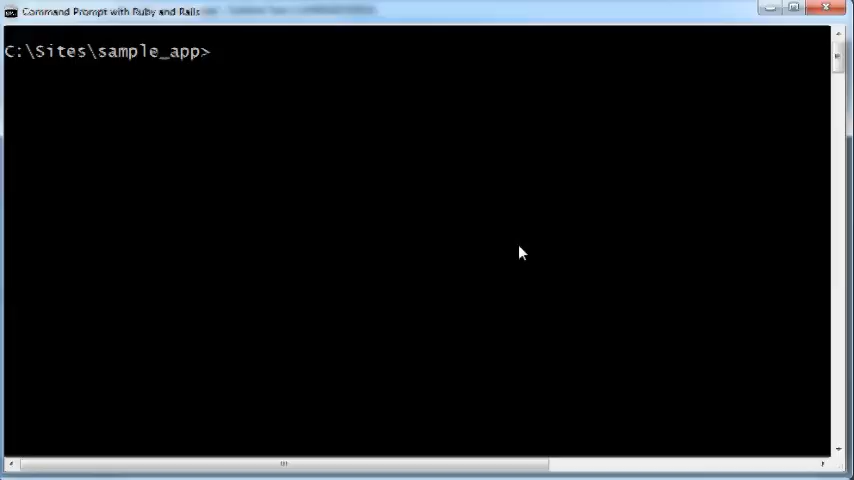 Command Prompt with Ruby and Rails
C:\Sites\sample_app>